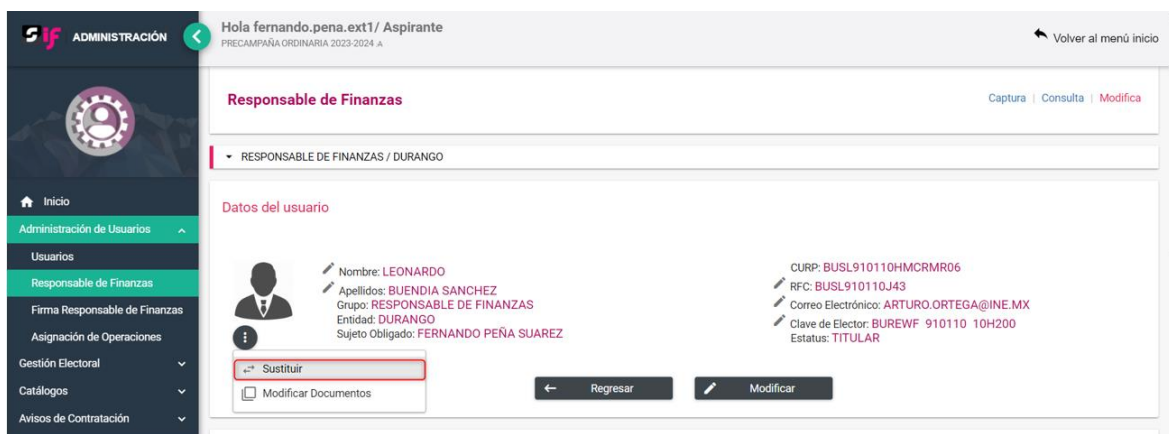 SIF ADMINISTRACIÓN
Hola fernando.pena.ext1/ Aspirante
PRECAMPAÑA ORDINARIA 2023-2024 A
Volver al menú inicio
Responsable de Finanzas
Captura | Consulta | Modifica
RESPONSABLE DE FINANZAS / DURANGO
Inicio
Administración de Usuarios
Usuarios
Responsable de Finanzas
Firma Responsable de Finanzas
Asignación de Operaciones
Gestión Electoral
Catálogos
Avisos de Contratación
Datos del usuario
Nombre: LEONARDO
Apellidos: BUENDIA SANCHEZ
Grupo: RESPONSABLE DE FINANZAS
Entidad: DURANGO
Sujeto Obligado: FERNANDO PEÑA SUAREZ
CURP: BUSL910110HMCRMR06
RFC: BUSL910110J43
Correo Electrónico: ARTURO.ORTEGA@INE.MX
Clave de Elector: BUREWF 910110 10H200
Estatus: TITULAR
Sustituir
Modificar Documentos
Regresar
Modificar